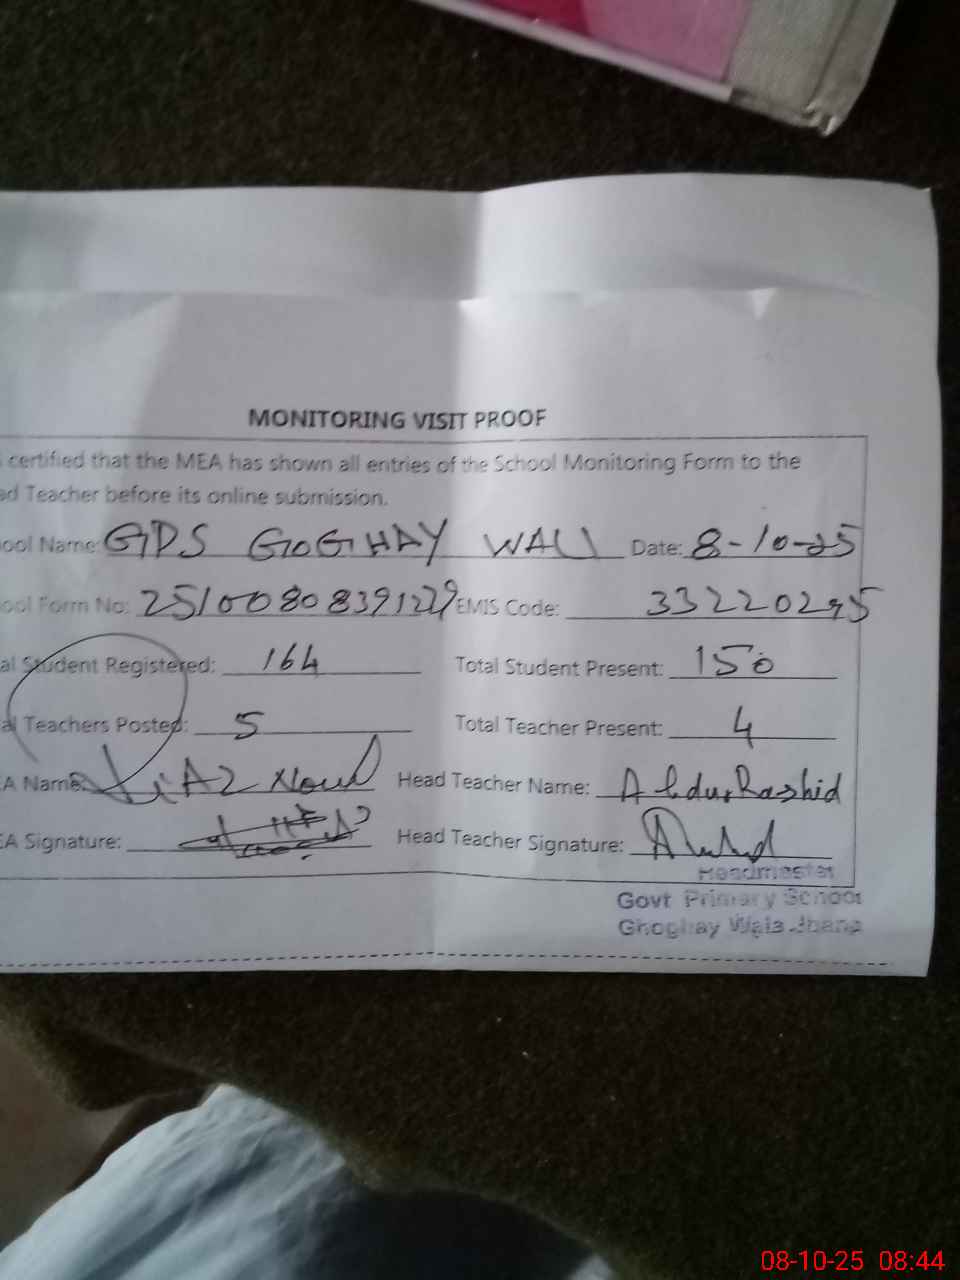 MONITORING VISIT PROOF
certified that the MEA has shown all entries of the School Monitoring Form to the
ad Teacher before its online submission.
ool Name: GPS GOGHAY WALI Date: 8-10-25
ool Form No: 251008083912 EMIS Code: 33220295
al Student Registered: 164 Total Student Present: 150
al Teachers Posted: 5 Total Teacher Present: 4
A Name: Head Teacher Name: Abdur Rashid
EA Signature: Head Teacher Signature:
Headmaster
Govt Primary School
Ghoghay Wala
08-10-25 08:44